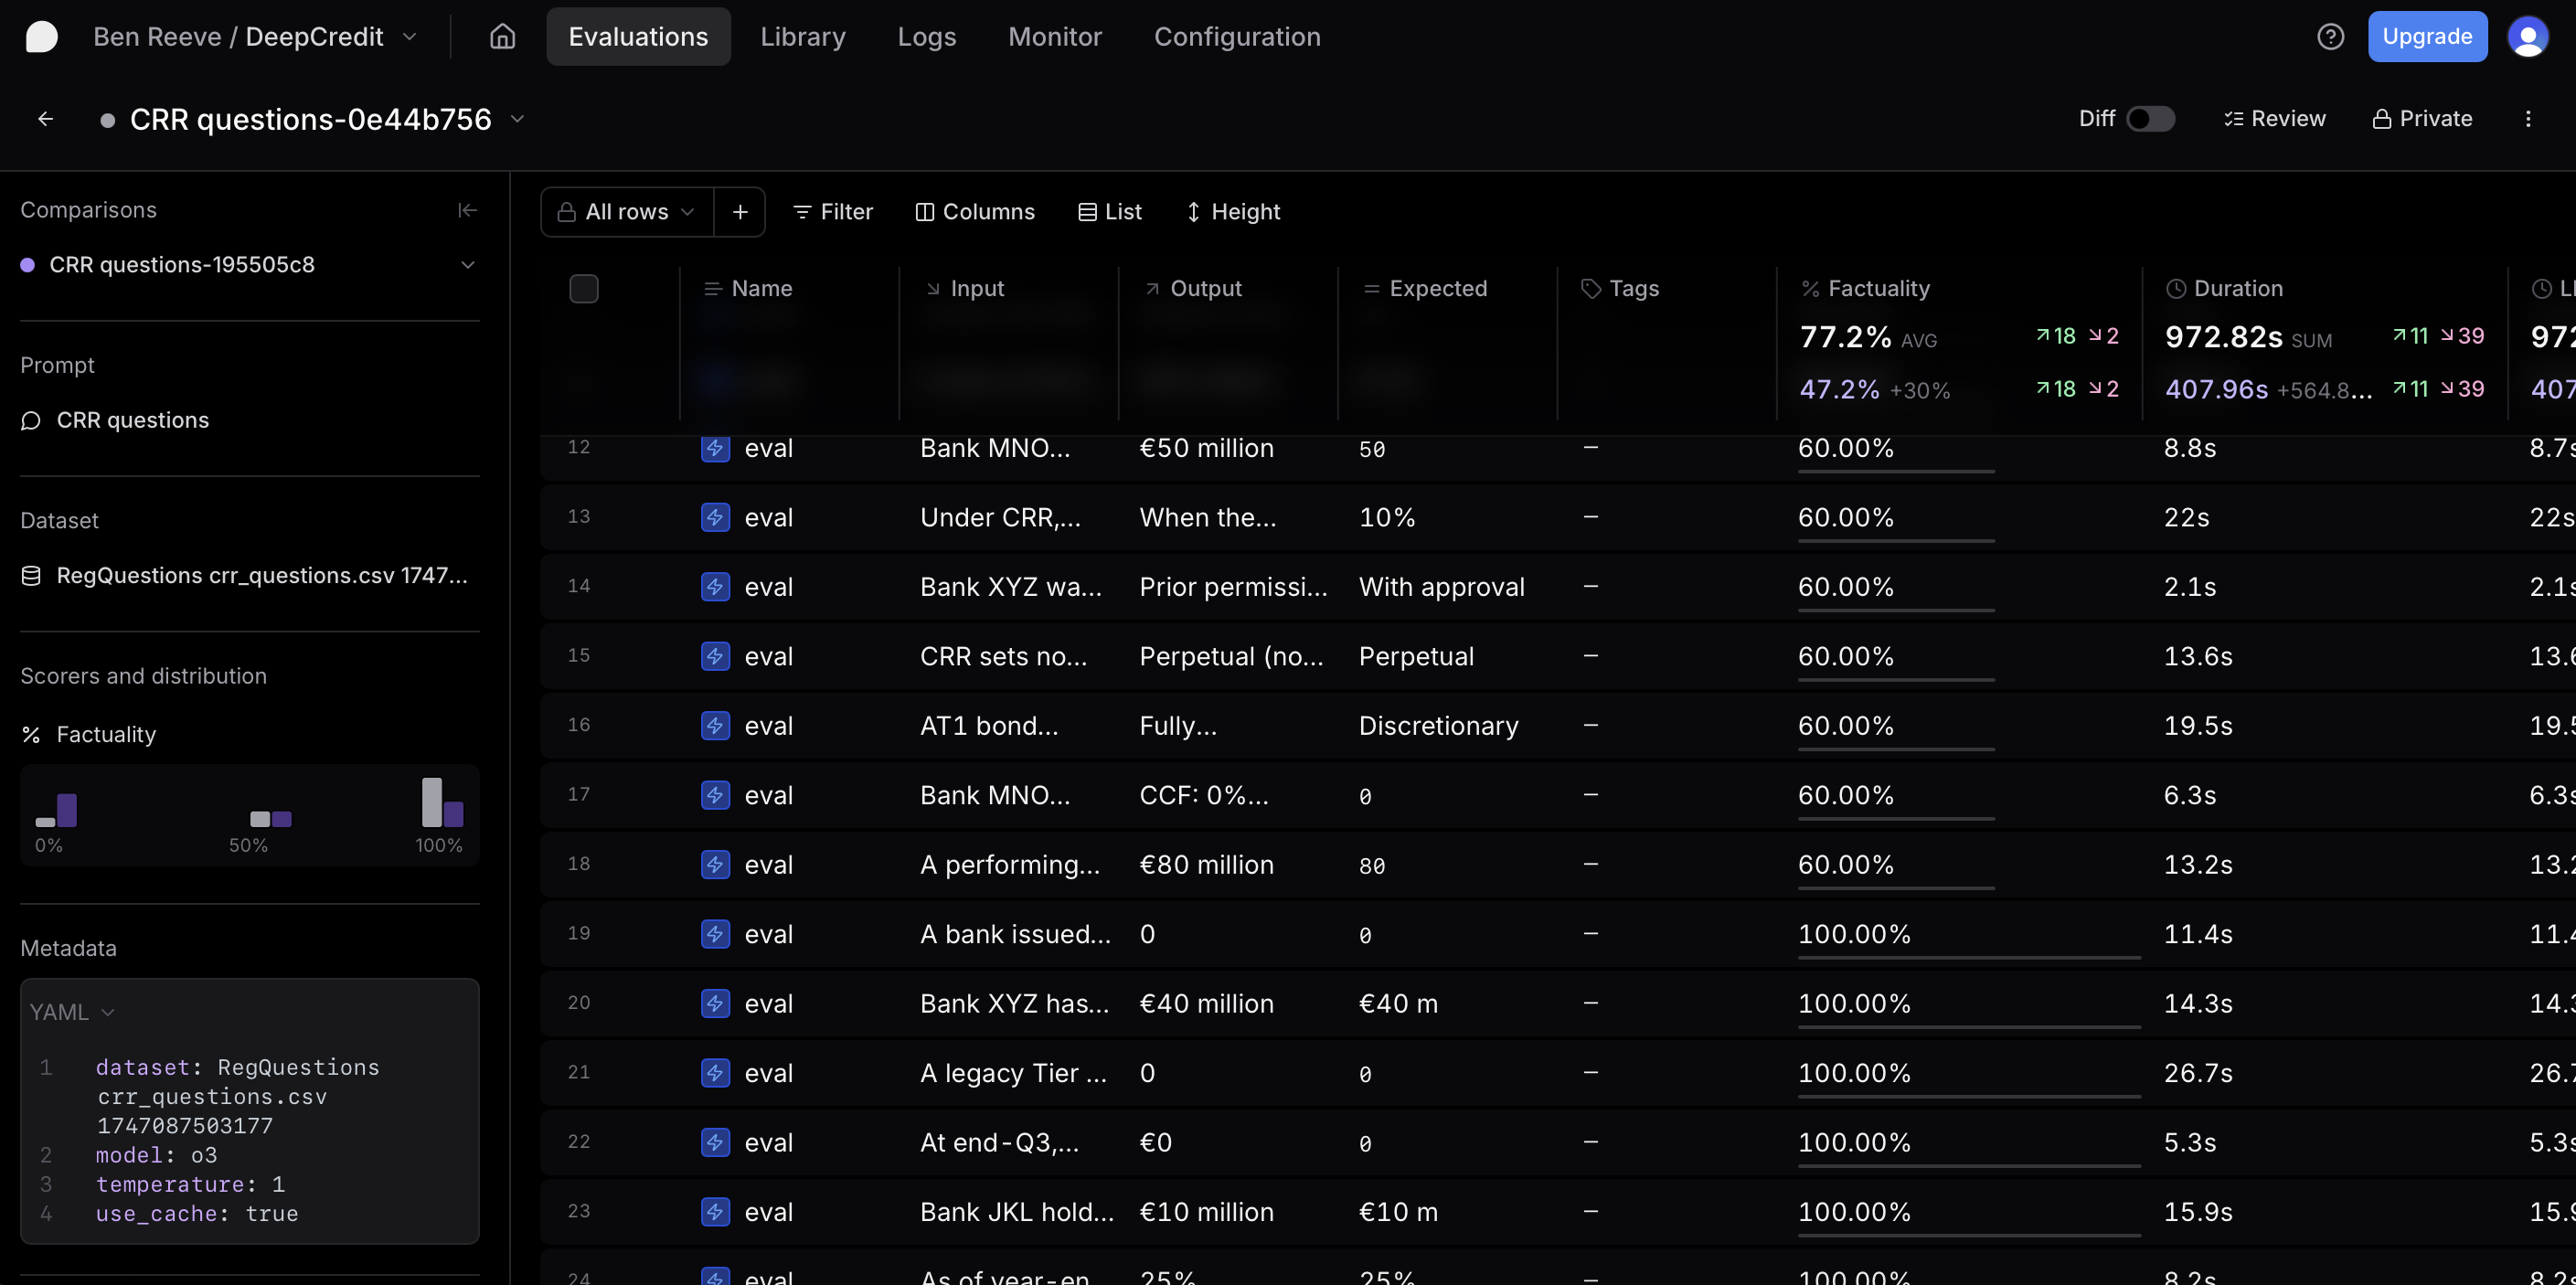 Ben Reeve / DeepCredit
Evaluations
Library
Logs
Monitor
Configuration
Upgrade
CRR questions-0e44b756
Diff
Review
Private
Comparisons
CRR questions-195505c8
Prompt
CRR questions
Dataset
RegQuestions crr_questions.csv 1747...
Scorers and distribution
Factuality
0% 50% 100%
Metadata
YAML
1 dataset: RegQuestions
crr_questions.csv
1747087503177
2 model: o3
3 temperature: 1
4 use_cache: true
All rows + Filter Columns List Height
Name Input Output Expected Tags Factuality Duration
77.2% AVG 18 2 972.82s SUM 11 39 972
47.2% +30% 18 2 407.96s +564.8... 11 39 407
12 eval Bank MNO... €50 million 50 – 60.00% 8.8s 8.7s
13 eval Under CRR,... When the... 10% – 60.00% 22s 22s
14 eval Bank XYZ wa... Prior permissi... With approval – 60.00% 2.1s 2.1s
15 eval CRR sets no... Perpetual (no... Perpetual – 60.00% 13.6s 13.6
16 eval AT1 bond... Fully... Discretionary – 60.00% 19.5s 19.5
17 eval Bank MNO... CCF: 0%... 0 – 60.00% 6.3s 6.3s
18 eval A performing... €80 million 80 – 60.00% 13.2s 13.2
19 eval A bank issued... 0 0 – 100.00% 11.4s 11.4
20 eval Bank XYZ has... €40 million €40 m – 100.00% 14.3s 14.3
21 eval A legacy Tier ... 0 0 – 100.00% 26.7s 26.7
22 eval At end-Q3,... €0 0 – 100.00% 5.3s 5.3s
23 eval Bank JKL hold... €10 million €10 m – 100.00% 15.9s 15.9
24 eval As of year-en 25% 25% – 100.00% 8.2s 8.2s